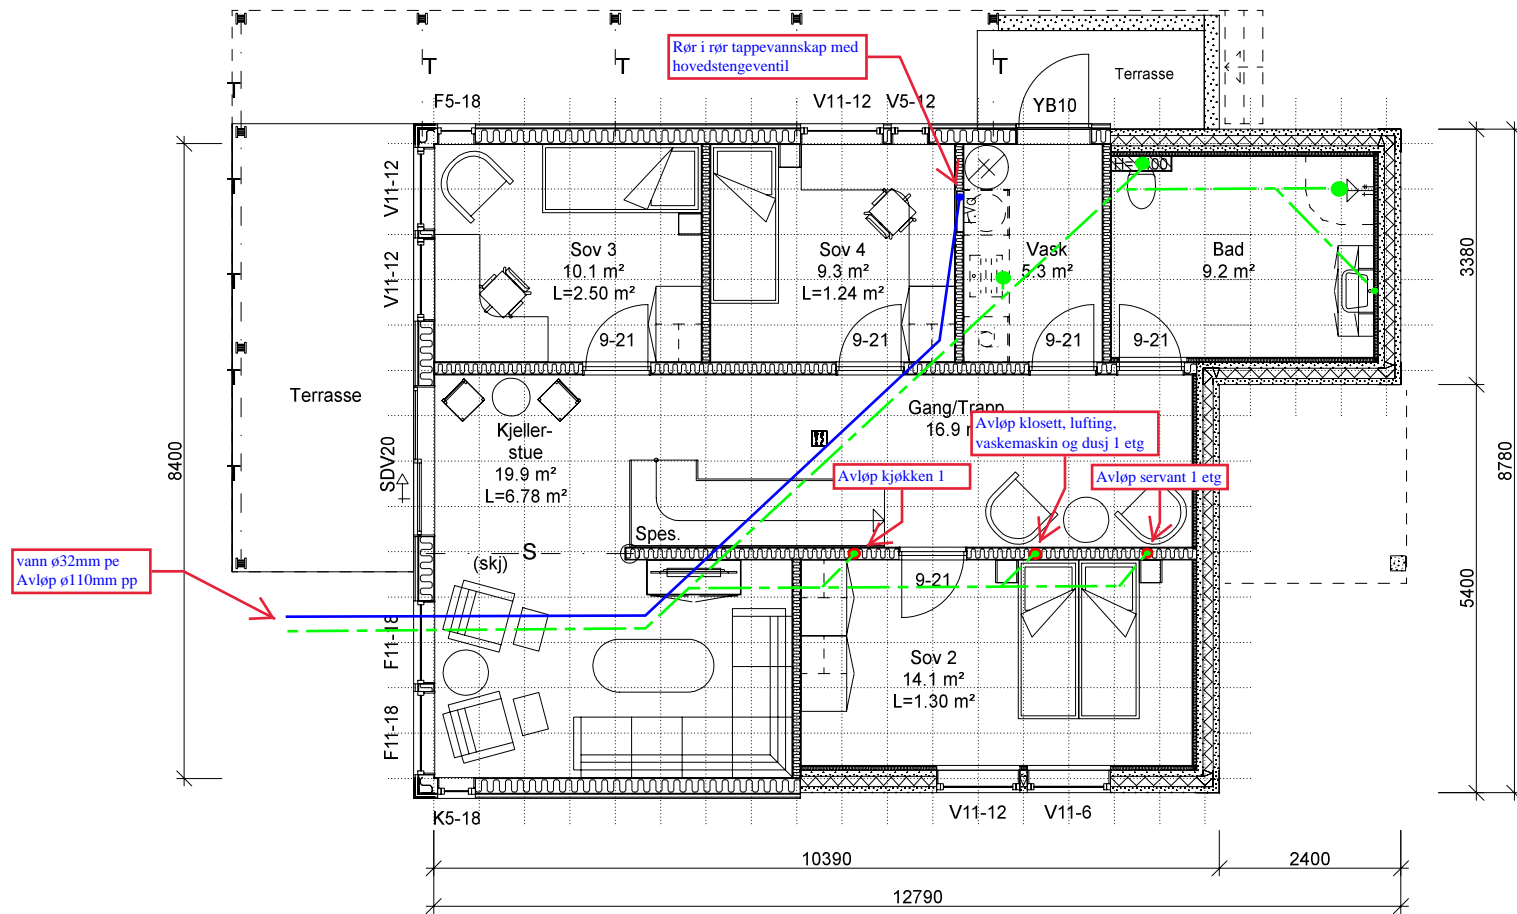 Rør i rør tappevannskap med
hovedstengeventil
T
T
T
Terrasse
F5-18
V11-12
V5-12
YB10
T
T
T
T
T
V11-12
V11-12
Sov 3
10.1 m²
L=2.50 m²
Sov 4
9.3 m²
L=1.24 m²
Vask
5.3 m²
Bad
9.2 m²
9-21
9-21
9-21
9-21
3380
8400
8780
5400
Terrasse
SDV20
Kjeller-
stue
19.9 m²
L=6.78 m²
Gang/Trapp
16.9
Avløp klosett, lufting,
vaskemaskin og dusj 1 etg
Avløp kjøkken 1
Avløp servant 1 etg
Spes.
S
(skj)
vann ø32mm pe
Avløp ø110mm pp
9-21
F11-18
F11-18
Sov 2
14.1 m²
L=1.30 m²
K5-18
V11-12
V11-6
10390
2400
12790